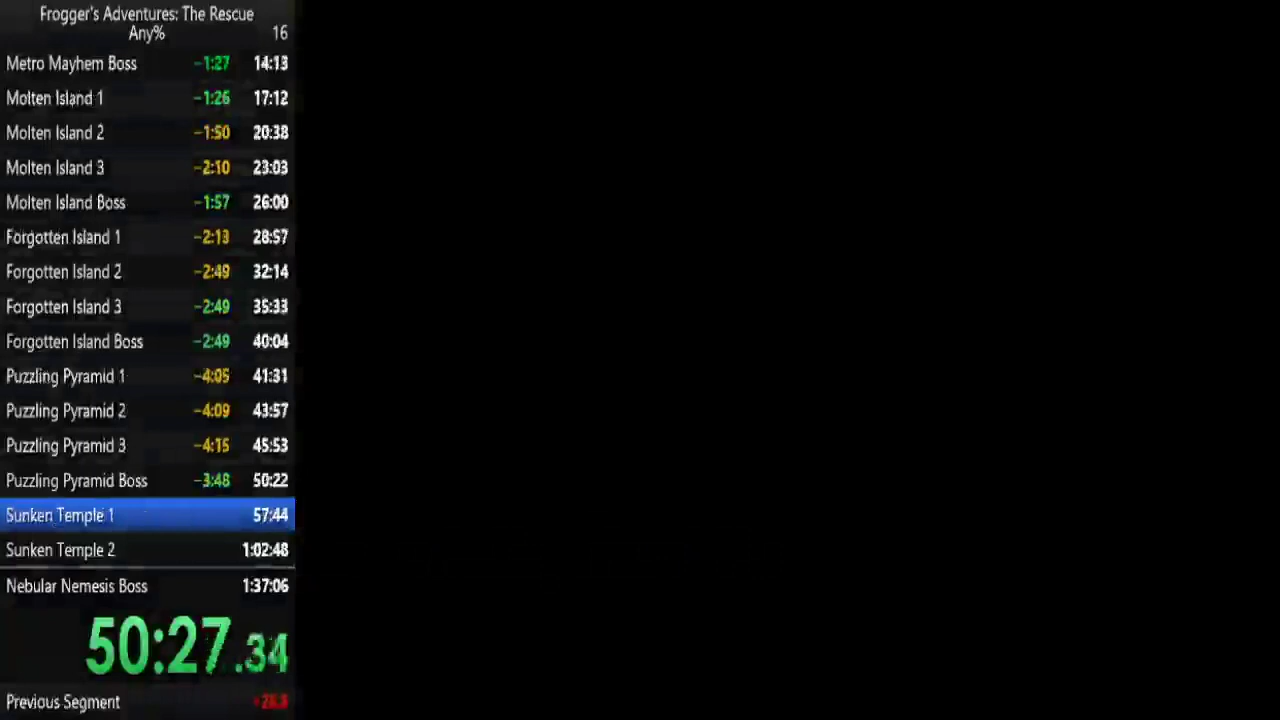 Frogger's Adventures: The Rescue
Any% 16
Metro Mayhem Boss -1:27 14:13
Molten Island 1 -1:26 17:12
Molten Island 2 -1:50 20:38
Molten Island 3 -2:10 23:03
Molten Island Boss -1:57 26:00
Forgotten Island 1 -2:13 28:57
Forgotten Island 2 -2:49 32:14
Forgotten Island 3 -2:49 35:33
Forgotten Island Boss -2:49 40:04
Puzzling Pyramid 1 -4:05 41:31
Puzzling Pyramid 2 -4:09 43:57
Puzzling Pyramid 3 -4:15 45:53
Puzzling Pyramid Boss -3:48 50:22
Sunken Temple 1 57:44
Sunken Temple 2 1:02:48
Nebular Nemesis Boss 1:37:06
50:27.34
Previous Segment